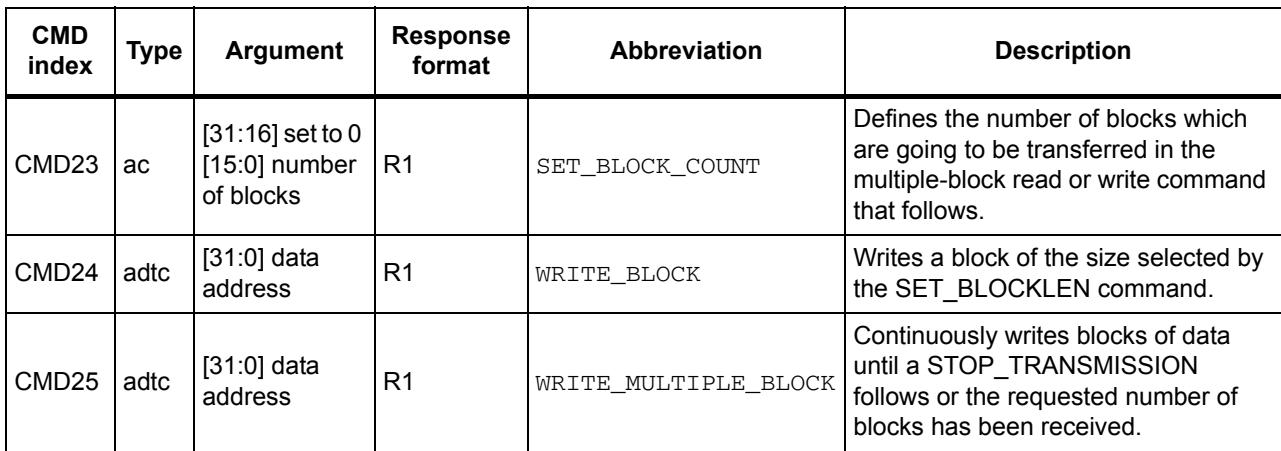 CMD index Type Argument Response format Abbreviation Description
CMD23 ac [31:16] set to 0 [15:0] number of blocks R1 SET_BLOCK_COUNT Defines the number of blocks which are going to be transferred in the multiple-block read or write command that follows.
CMD24 adtc [31:0] data address R1 WRITE_BLOCK Writes a block of the size selected by the SET_BLOCKLEN command.
CMD25 adtc [31:0] data address R1 WRITE_MULTIPLE_BLOCK Continuously writes blocks of data until a STOP_TRANSMISSION follows or the requested number of blocks has been received.